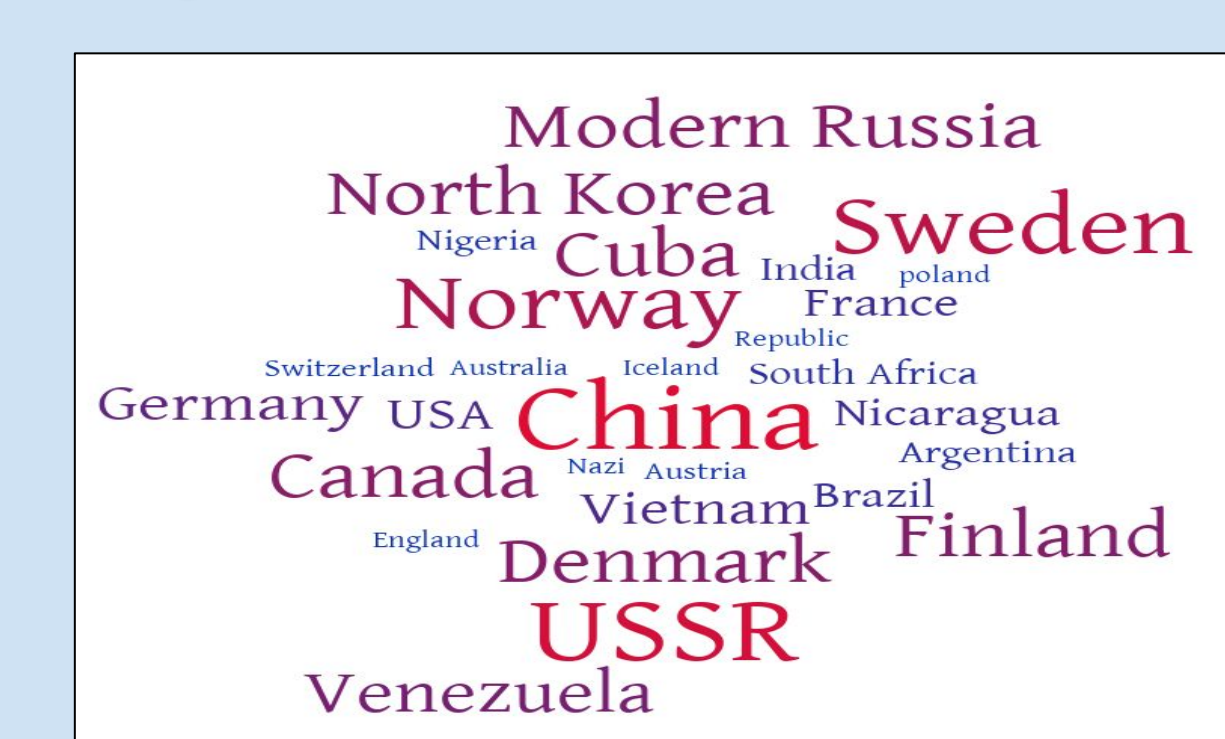 Modern Russia
North Korea
Sweden
Nigeria
Cuba
India
poland
Norway
France
Republic
Switzerland
Australia
Iceland
South Africa
Germany
USA
China
Nicaragua
Argentina
Canada
Nazi
Austria
Vietnam
Brazil
Finland
England
Denmark
USSR
Venezuela